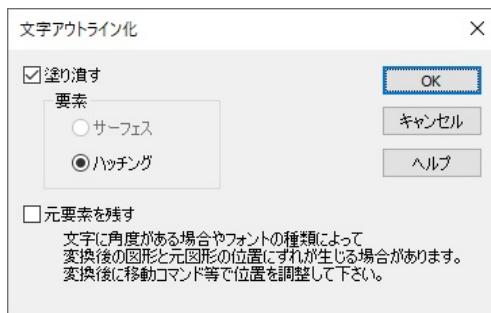 文字アウトライン化
塗り潰す
OK
要素
キャンセル
サーフェス
ハッチング
ヘルプ
元要素を残す
文字に角度がある場合やフォントの種類によって
変換後の図形と元図形の位置にずれが生じる場合があります。
変換後に移動コマンド等で位置を調整して下さい。